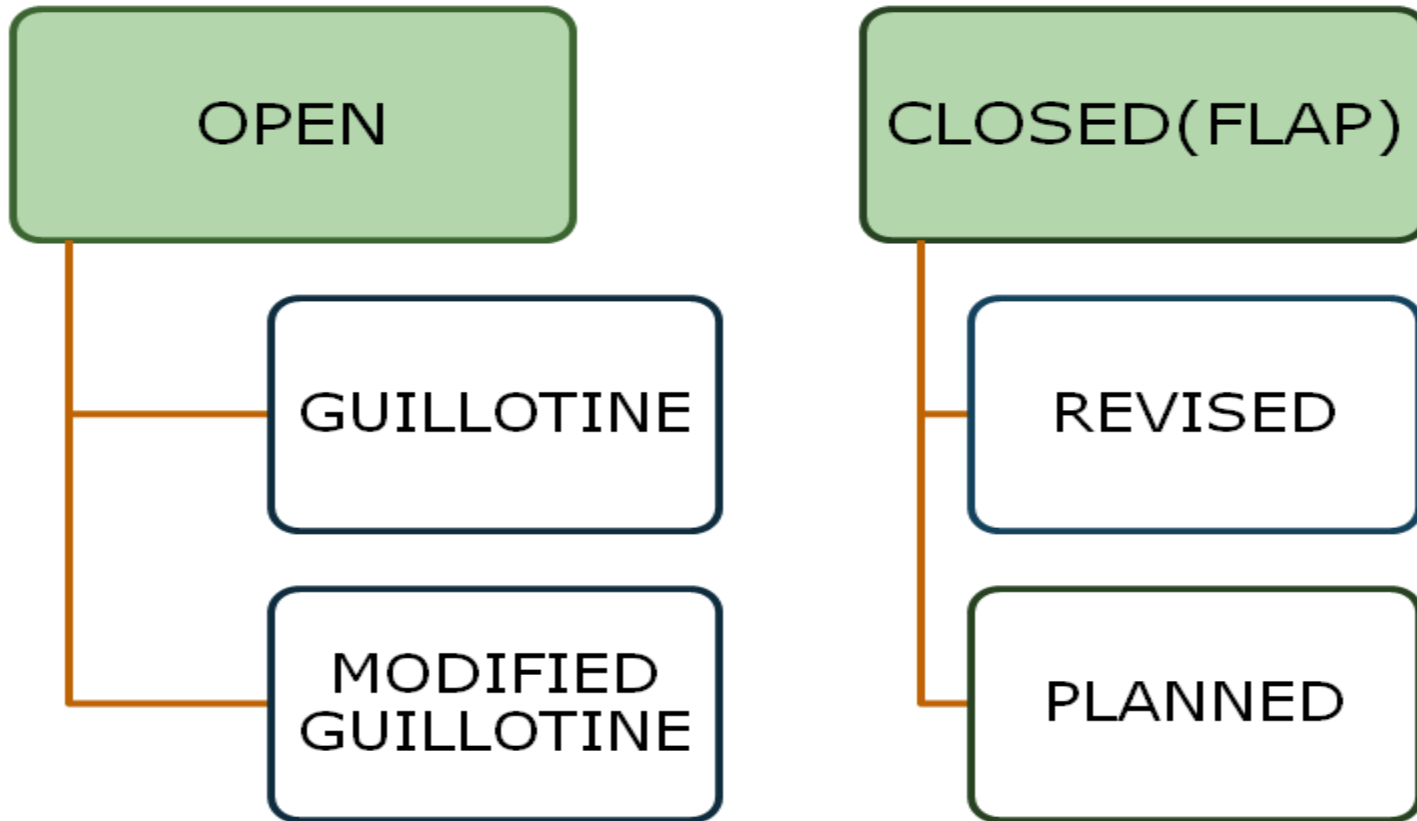 OPEN
GUILLOTINE
MODIFIED
GUILLOTINE
CLOSED(FLAP)
REVISED
PLANNED